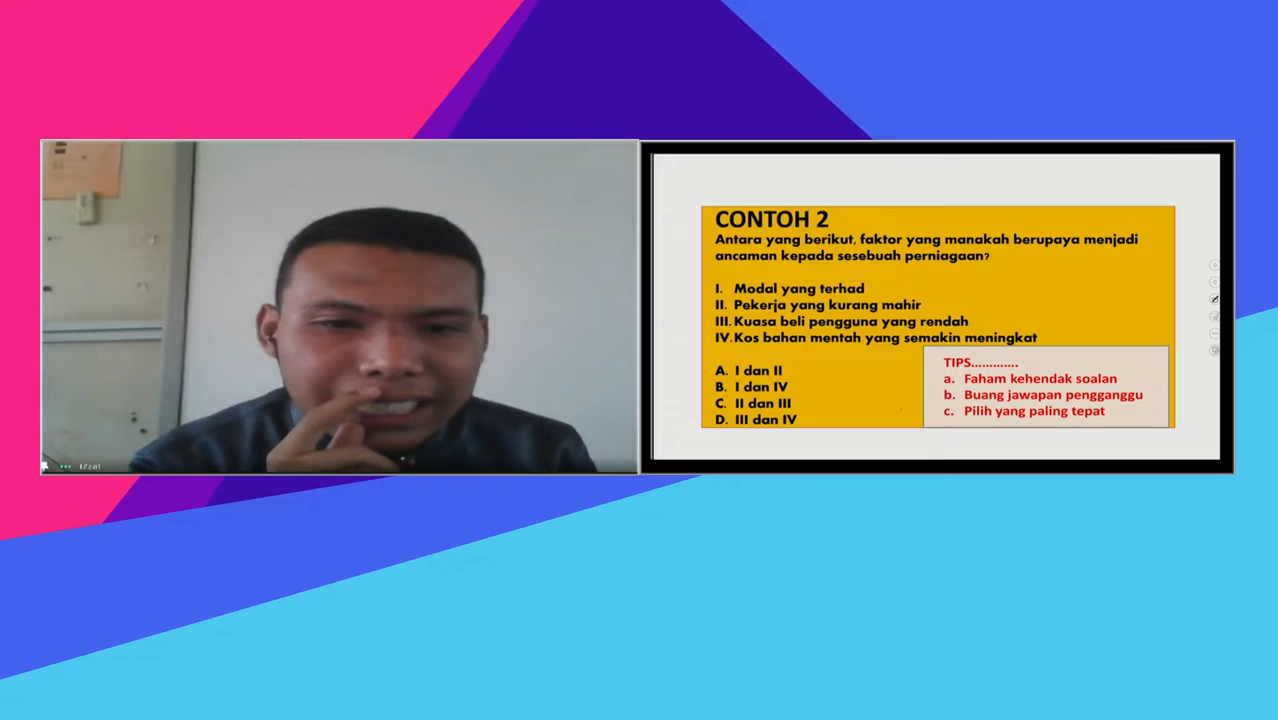 CONTOH 2
Antara yang berikut, faktor yang manakah berupaya menjadi
ancaman kepada sesebuah perniagaan?
I. Modal yang terhad
II. Pekerja yang kurang mahir
III. Kuasa beli pengguna yang rendah
IV. Kos bahan mentah yang semakin meningkat
A. I dan II
B. I dan IV
C. II dan III
D. III dan IV
TIPS.............
a. Faham kehendak soalan
b. Buang jawapan pengganggu
c. Pilih yang paling tepat
Izzat